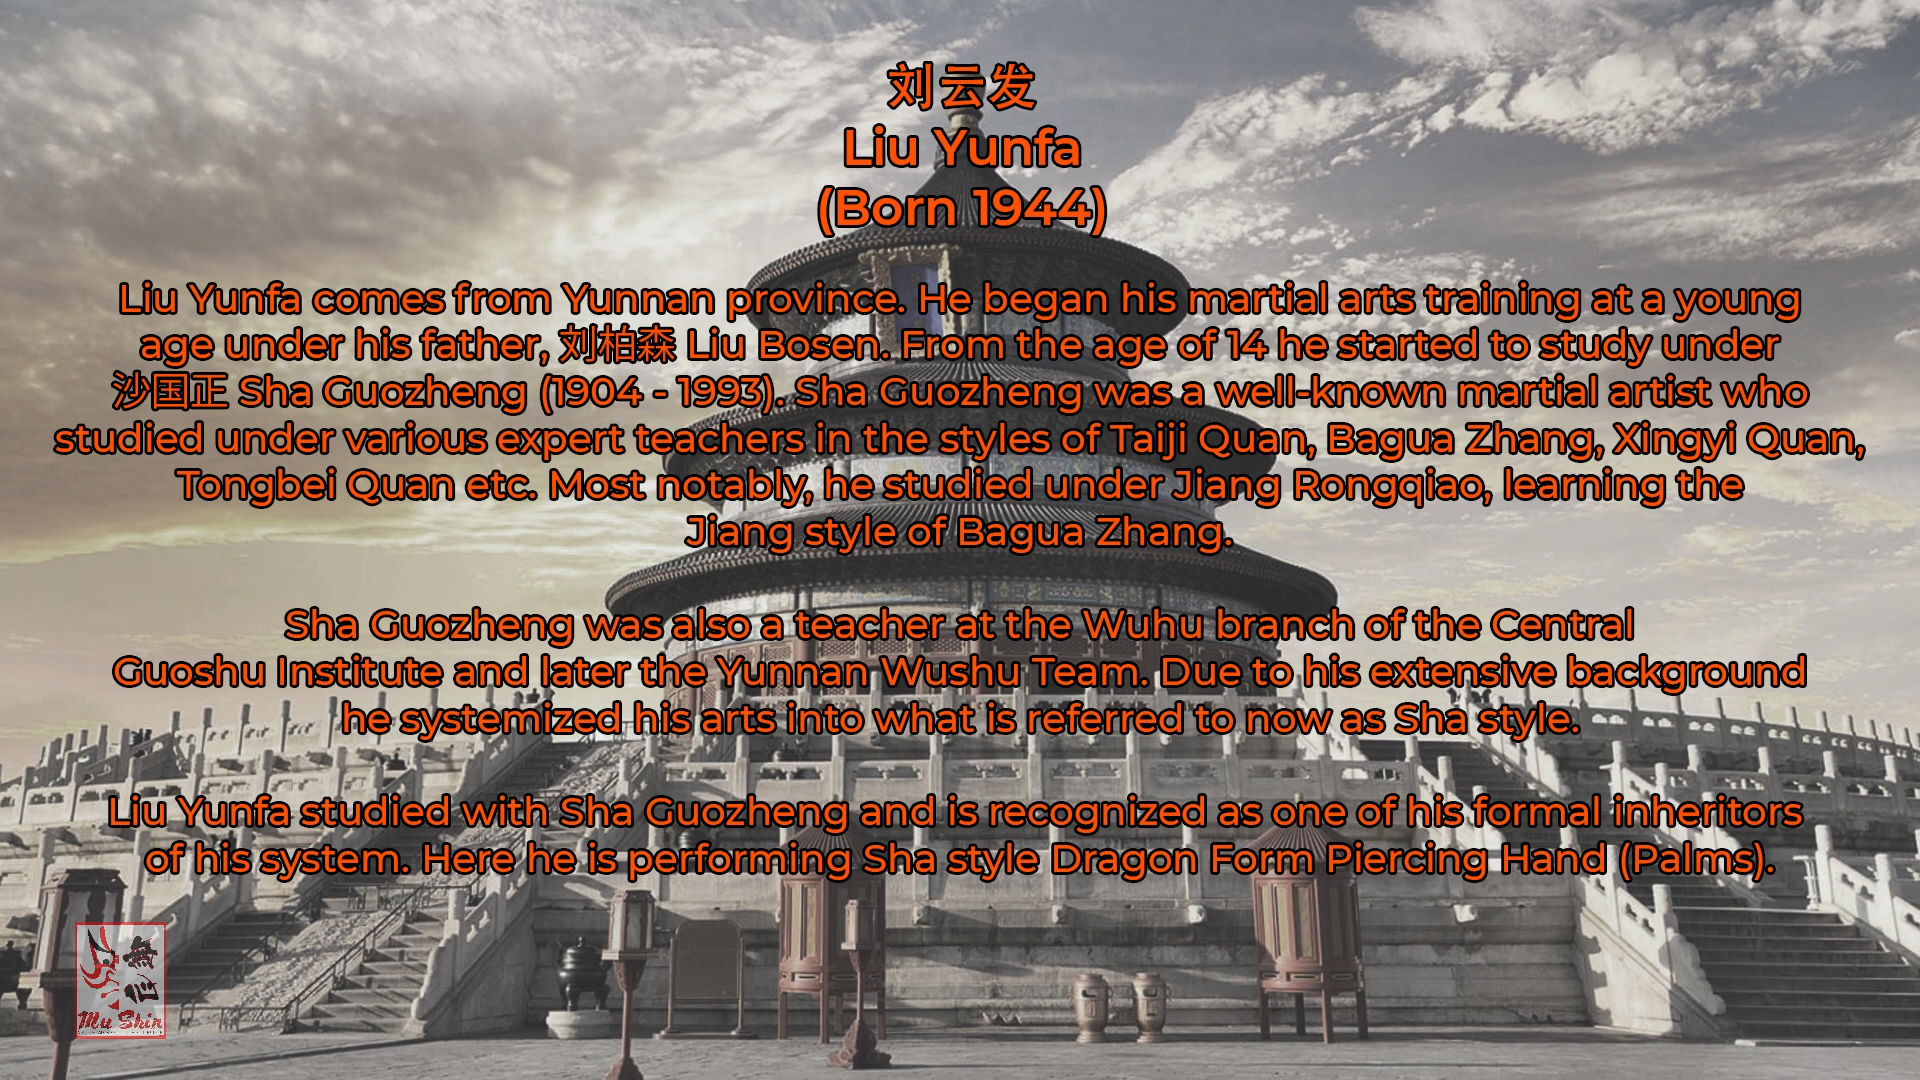 刘云发
Liu Yunfa
(Born 1944)
Liu Yunfa comes from Yunnan province. He began his martial arts training at a young
age under his father, 刘柏森 Liu Bosen. From the age of 14 he started to study under
沙国正 Sha Guozheng (1904 - 1993). Sha Guozheng was a well-known martial artist who
studied under various expert teachers in the styles of Taiji Quan, Bagua Zhang, Xingyi Quan,
Tongbei Quan etc. Most notably, he studied under Jiang Rongqiao, learning the
Jiang style of Bagua Zhang.
Sha Guozheng was also a teacher at the Wuhu branch of the Central
Guoshu Institute and later the Yunnan Wushu Team. Due to his extensive background
he systemized his arts into what is referred to now as Sha style.
Liu Yunfa studied with Sha Guozheng and is recognized as one of his formal inheritors
of his system. Here he is performing Sha style Dragon Form Piercing Hand (Palms).
無心
Mu Shin